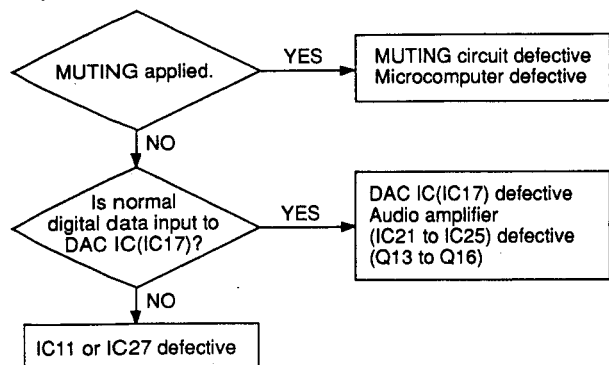 MUTING applied.
YES
MUTING circuit defective
Microcomputer defective
NO
Is normal
digital data input to
DAC IC(IC17)?
YES
DAC IC(IC17) defective
Audio amplifier
(IC21 to IC25) defective
(Q13 to Q16)
NO
IC11 or IC27 defective